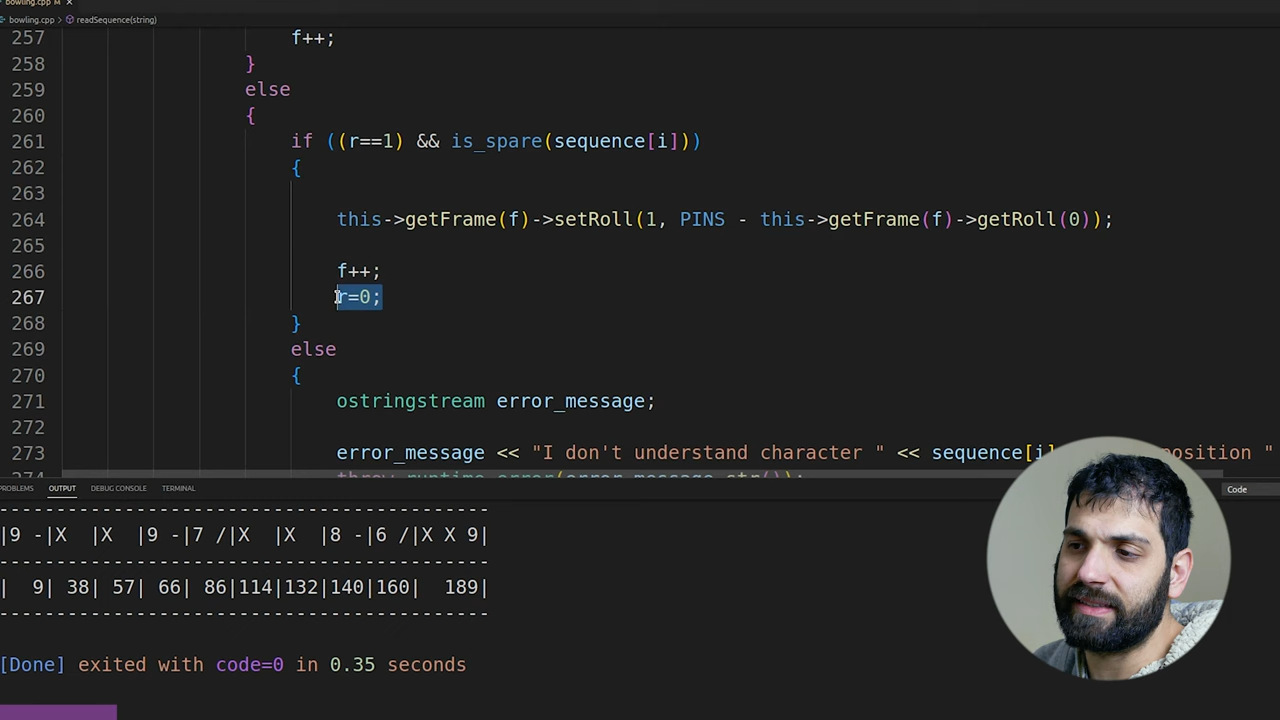 bowling.cpp M ×
bowling.cpp > readSequence(string)
257 f++;
258 }
259 else
260 {
261 if ((r==1) && is_spare(sequence[i]))
262 {
263
264 this->getFrame(f)->setRoll(1, PINS - this->getFrame(f)->getRoll(0));
265
266 f++;
267 r=0;
268 }
269 else
270 {
271 ostringstream error_message;
272
273 error_message << "I don't understand character " << sequence[i] position "
throw runtime_error(error_message.str());
PROBLEMS OUTPUT DEBUG CONSOLE TERMINAL Code
-----------------------------------------
|9 -|X  |X  |9 -|7 /|X  |X  |8 -|6 /|X X 9|
-----------------------------------------
|  9| 38| 57| 66| 86|114|132|140|160|  189|
-----------------------------------------
[Done] exited with code=0 in 0.35 seconds